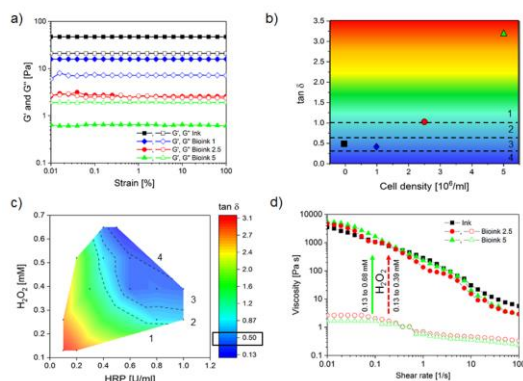 a)
G' and G'' [Pa]
100
10
1
0.1
G', G'' Ink
G', G'' Bioink 1
G', G'' Bioink 2.5
G', G'' Bioink 5
0.01
0.1
1
10
100
Strain [%]
b)
tan δ
3.5
3.0
2.5
2.0
1.5
1.0
0.5
0.0
1
2
3
4
0
1
2
3
4
5
Cell density [10⁶/ml]
c)
H₂O₂ [mM]
0.7
0.6
0.5
0.4
0.3
0.2
0.1
4
3
2
1
0.0
0.2
0.4
0.6
0.8
1.0
HRP [U/ml]
tan δ
3.1
2.7
2.4
2.0
1.6
1.2
0.87
0.50
0.13
d)
Viscosity [Pa s]
10000
1000
100
10
1
0.1
Ink
Bioink 2.5
Bioink 5
0.13 to 0.68 mM
H₂O₂
0.13 to 0.39 mM
0.01
0.1
1
10
100
Shear rate [1/s]